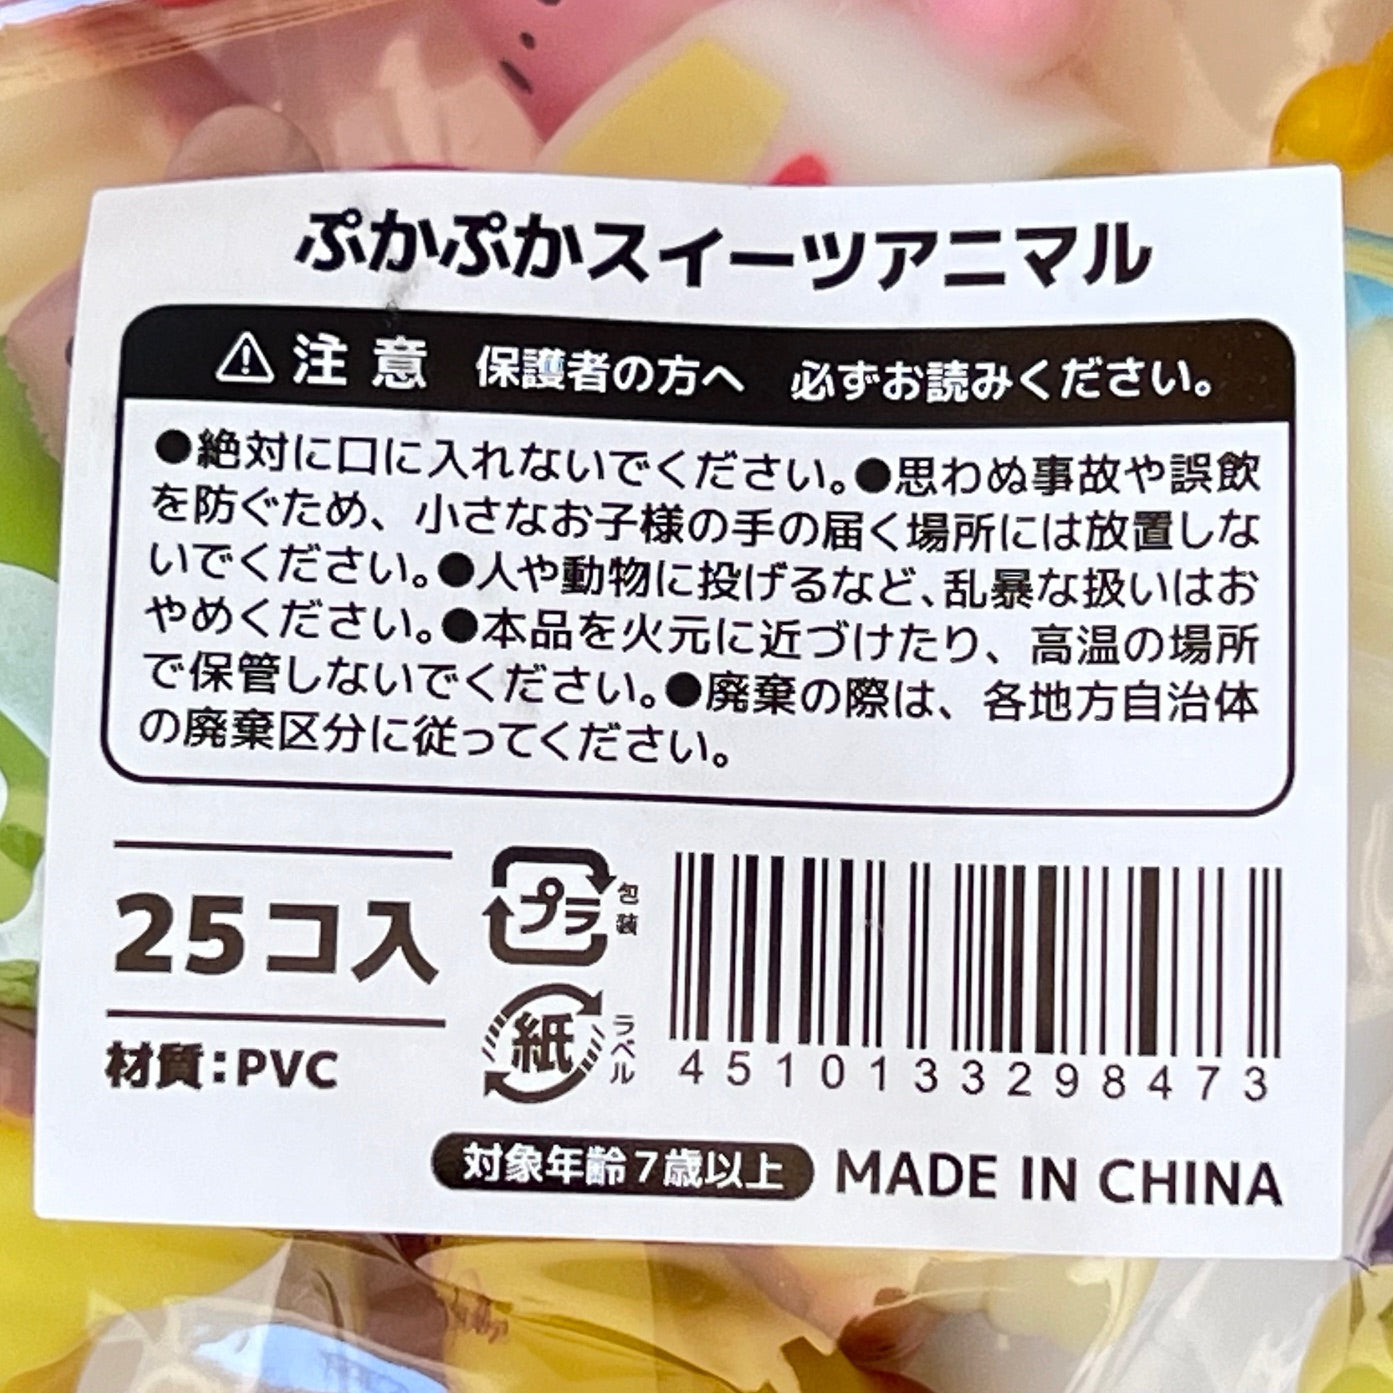 ぷかぷかスイーツアニマル
⚠注意 保護者の方へ 必ずお読みください。
●絶対に口に入れないでください。●思わぬ事故や誤飲
を防ぐため、小さなお子様の手の届く場所には放置しな
いでください。●人や動物に投げるなど、乱暴な扱いはお
やめください。●本品を火元に近づけたり、高温の場所
で保管しないでください。●廃棄の際は、各地方自治体
の廃棄区分に従ってください。
25コ入
材質：PVC
プラ
包装
紙
ラベル
4510133298473
対象年齢7歳以上
MADE IN CHINA